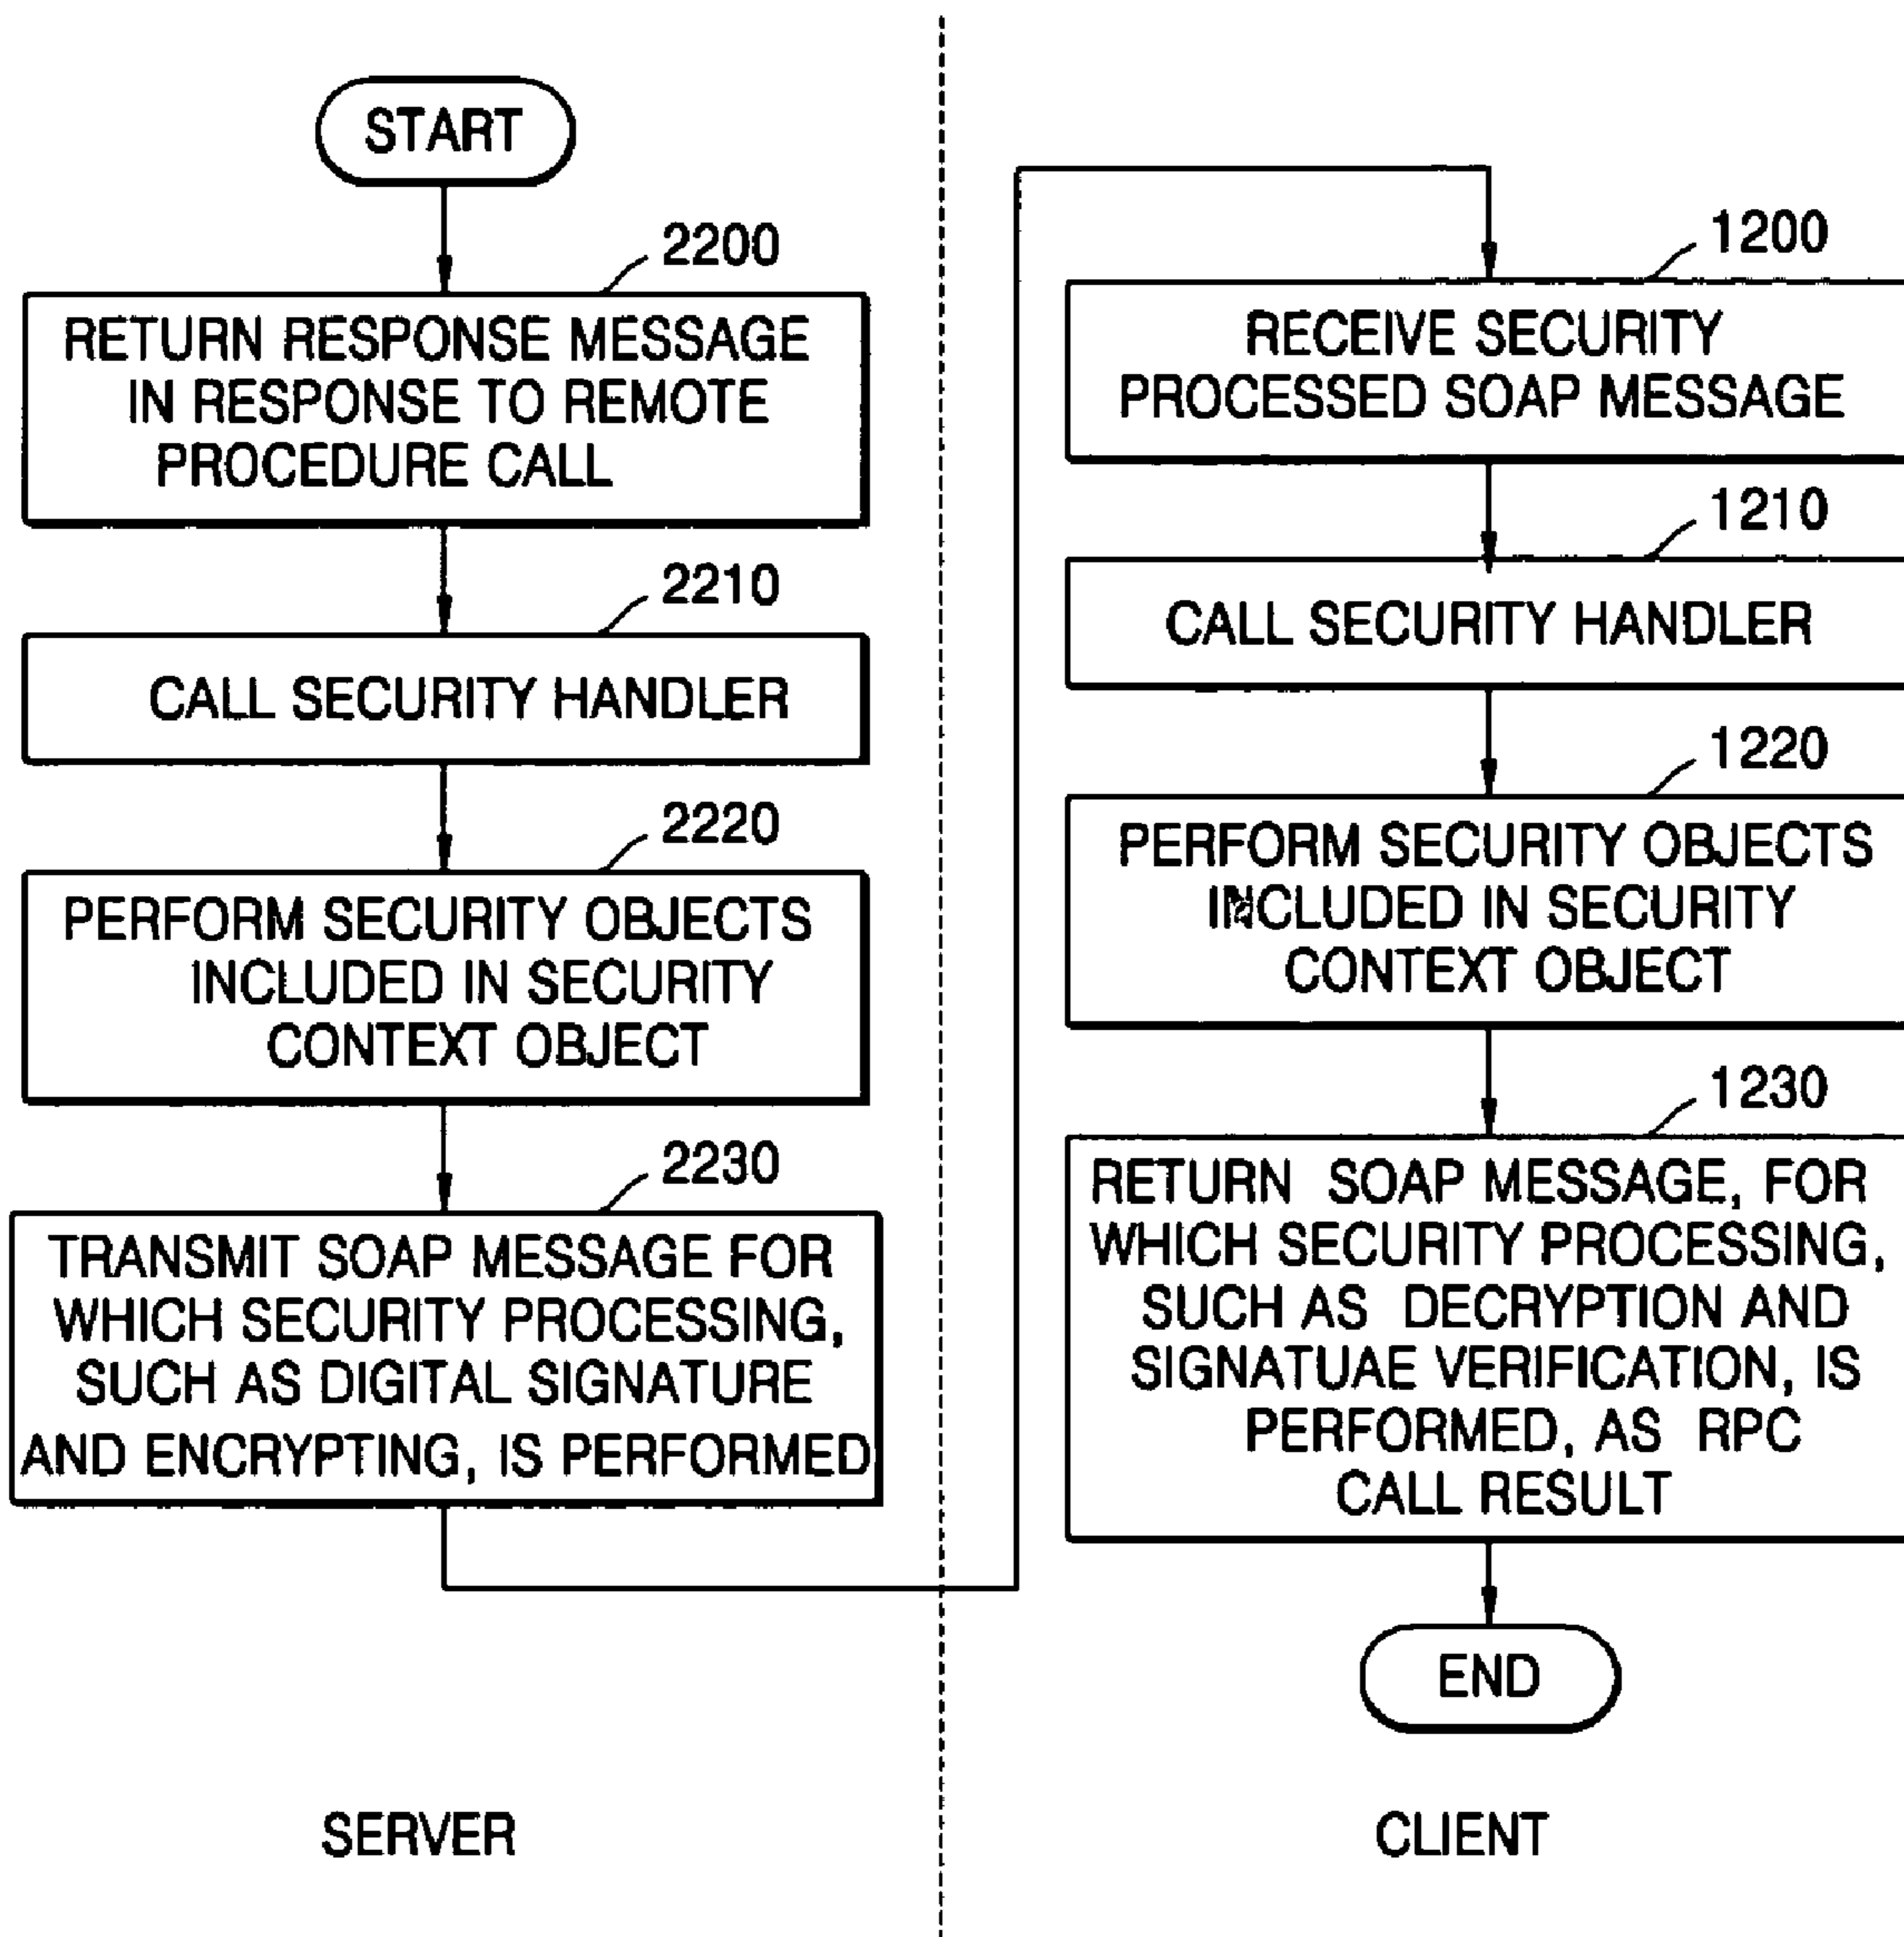 START
2200
RETURN RESPONSE MESSAGE
IN RESPONSE TO REMOTE
PROCEDURE CALL
2210
CALL SECURITY HANDLER
2220
PERFORM SECURITY OBJECTS
INCLUDED IN SECURITY
CONTEXT OBJECT
2230
TRANSMIT SOAP MESSAGE FOR
WHICH SECURITY PROCESSING,
SUCH AS DIGITAL SIGNATURE
AND ENCRYPTING, IS PERFORMED
SERVER
1200
RECEIVE SECURITY
PROCESSED SOAP MESSAGE
1210
CALL SECURITY HANDLER
1220
PERFORM SECURITY OBJECTS
INCLUDED IN SECURITY
CONTEXT OBJECT
1230
RETURN SOAP MESSAGE, FOR
WHICH SECURITY PROCESSING,
SUCH AS DECRYPTION AND
SIGNATUAE VERIFICATION, IS
PERFORMED, AS RPC
CALL RESULT
END
CLIENT